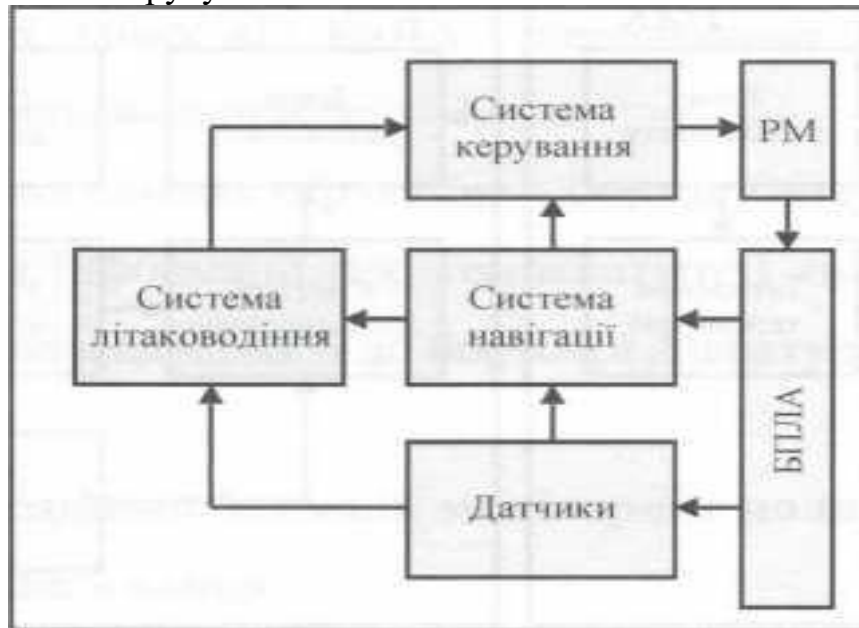 Система
керування
РМ
Система
літаководіння
Система
навігації
БПЛА
Датчики